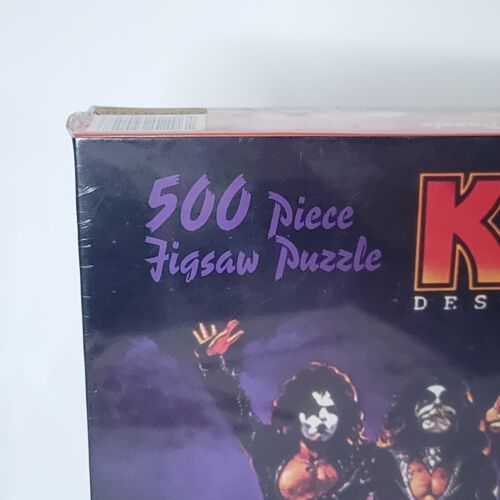 500 Piece
Jigsaw Puzzle
K
DES